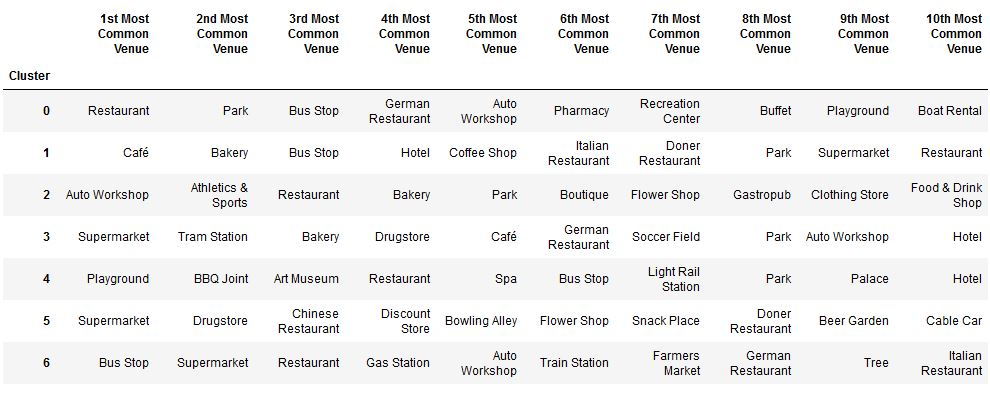 1st Most Common Venue 2nd Most Common Venue 3rd Most Common Venue 4th Most Common Venue 5th Most Common Venue 6th Most Common Venue 7th Most Common Venue 8th Most Common Venue 9th Most Common Venue 10th Most Common Venue
Cluster
0 Restaurant Park Bus Stop German Restaurant Auto Workshop Pharmacy Recreation Center Buffet Playground Boat Rental
1 Café Bakery Bus Stop Hotel Coffee Shop Italian Restaurant Doner Restaurant Park Supermarket Restaurant
2 Auto Workshop Athletics & Sports Restaurant Bakery Park Boutique Flower Shop Gastropub Clothing Store Food & Drink Shop
3 Supermarket Tram Station Bakery Drugstore Café German Restaurant Soccer Field Park Auto Workshop Hotel
4 Playground BBQ Joint Art Museum Restaurant Spa Bus Stop Light Rail Station Park Palace Hotel
5 Supermarket Drugstore Chinese Restaurant Discount Store Bowling Alley Flower Shop Snack Place Doner Restaurant Beer Garden Cable Car
6 Bus Stop Supermarket Restaurant Gas Station Auto Workshop Train Station Farmers Market German Restaurant Tree Italian Restaurant